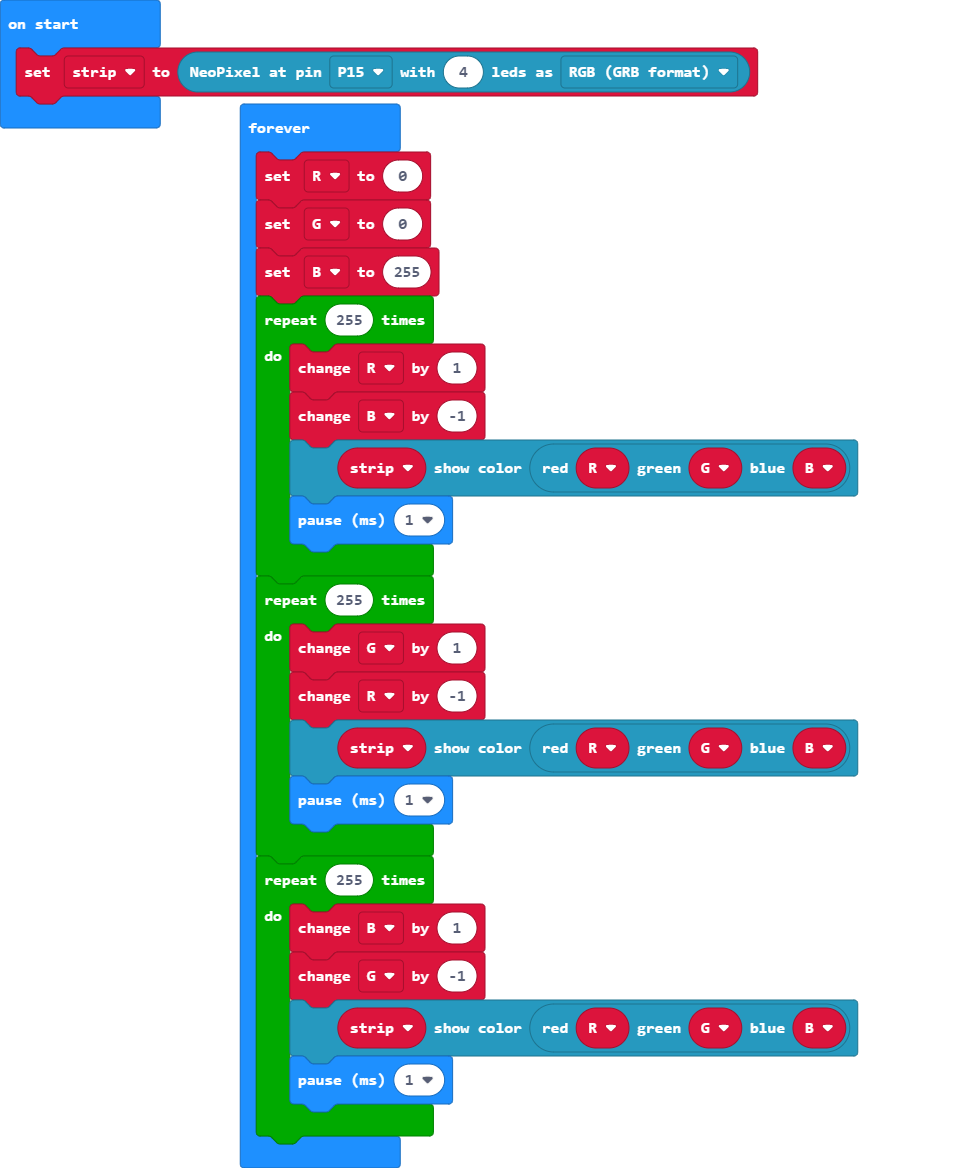 on start
set strip to NeoPixel at pin P15 with 4 leds as RGB (GRB format)
forever
set R to 0
set G to 0
set B to 255
repeat 255 times
do
change R by 1
change B by -1
strip show color red R green G blue B
pause (ms) 1
repeat 255 times
do
change G by 1
change R by -1
strip show color red R green G blue B
pause (ms) 1
repeat 255 times
do
change B by 1
change G by -1
strip show color red R green G blue B
pause (ms) 1